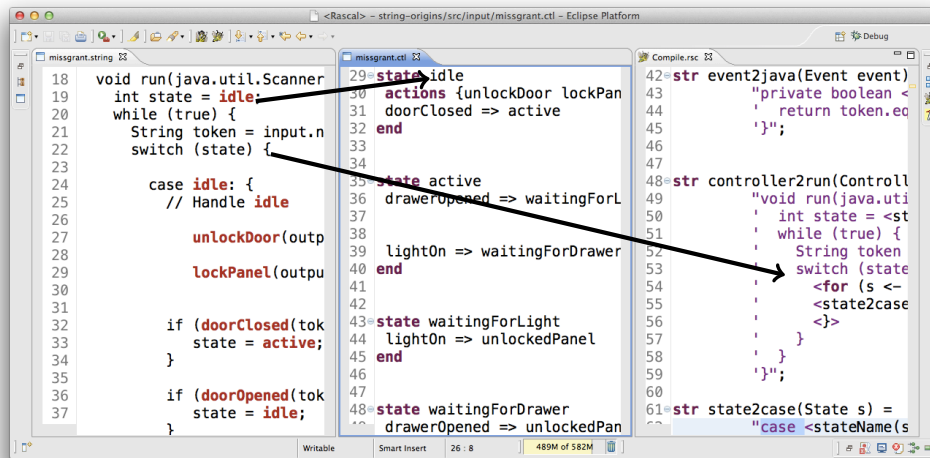 <Rascal> – string-origins/src/input/missgrant.ctl – Eclipse Platform
Debug
missgrant.string
18 void run(java.util.Scanner
19 int state = idle;
20 while (true) {
21 String token = input.n
22 switch (state) {
23
24 case idle: {
25 // Handle idle
26
27 unlockDoor(outp
28
29 lockPanel(outpu
30
31
32 if (doorClosed(tok
33 state = active;
34 }
35
36 if (doorOpened(tok
37 state = idle;
}
missgrant.ctl
29 state idle
30 actions {unlockDoor lockPan
31 doorClosed => active
32 end
33
34
35 state active
36 drawerOpened => waitingForL
37
38
39 lightOn => waitingForDrawer
40 end
41
42
43 state waitingForLight
44 lightOn => unlockedPanel
45 end
46
47
48 state waitingForDrawer
49 drawerOpened => unlockedPan
Compile.rsc
42 str event2java(Event event)
43 "private boolean <
44 ' return token.eq
45 '}";
46
47
48 str controller2run(Controll
49 "void run(java.uti
50 ' int state = <st
51 ' while (true) {
52 ' String token
53 ' switch (state
54 ' <for (s <-
55 ' <state2case
56 ' <}>
57 ' }
58 ' }
59 '}";
60
61 str state2case(State s) =
"case <stateName(s
Writable
Smart Insert
26 : 8
489M of 582M